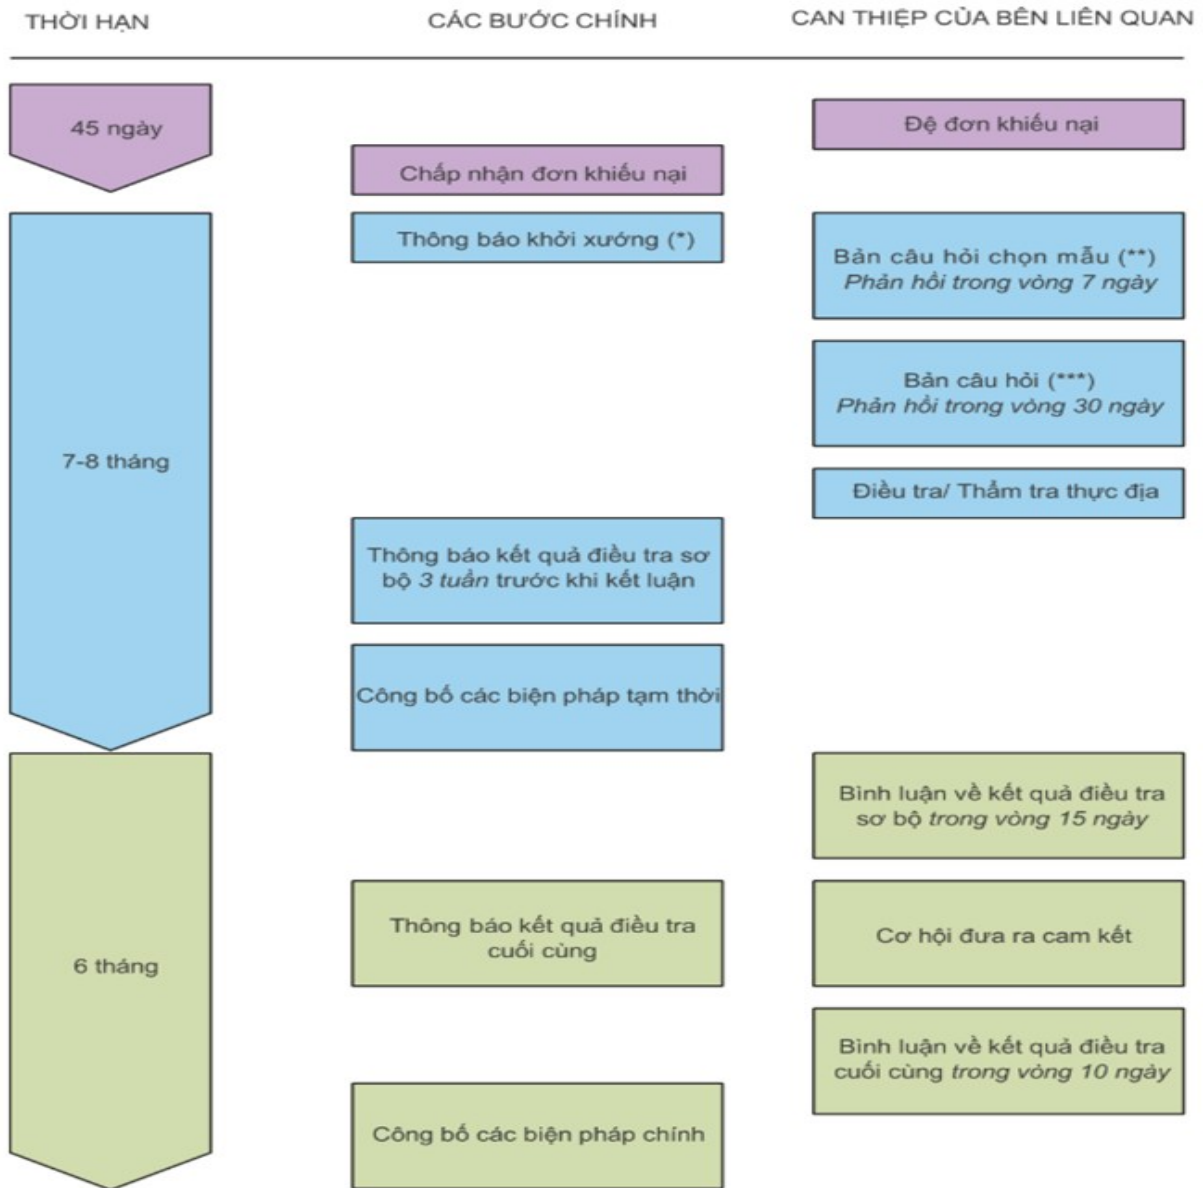 THỜI HẠN
CÁC BƯỚC CHÍNH
CAN THIỆP CỦA BÊN LIÊN QUAN
45 ngày
Đệ đơn khiếu nại
Chấp nhận đơn khiếu nại
Thông báo khởi xướng (*)
Bản câu hỏi chọn mẫu (**)
Phản hồi trong vòng 7 ngày
Bản câu hỏi (***)
Phản hồi trong vòng 30 ngày
7-8 tháng
Điều tra/ Thẩm tra thực địa
Thông báo kết quả điều tra sơ
bộ 3 tuần trước khi kết luận
Công bố các biện pháp tạm thời
Bình luận về kết quả điều tra
sơ bộ trong vòng 15 ngày
Thông báo kết quả điều tra
cuối cùng
Cơ hội đưa ra cam kết
6 tháng
Bình luận về kết quả điều tra
cuối cùng trong vòng 10 ngày
Công bố các biện pháp chính